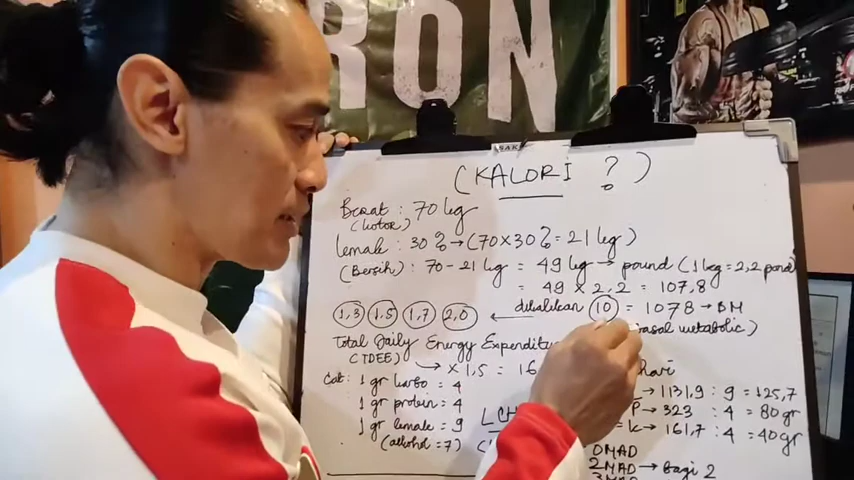 RON
KALORI ?
Berat : 70 kg
(kotor)
lemak : 30% → (70 x 30% = 21 kg)
(Bersih) : 70 - 21 kg = 49 kg → pound (1 kg = 2,2 pond
= 49 x 2,2 = 107,8
1,3 1,5 1,7 2,0 ← dikalikan 10 = 1078 → BM
Basal metabolic)
Total Daily Energy Expenditu
(TDEE) → x 1,5 = 16
Cat : 1 gr karbo = 4
1 gr protein = 4
1 gr lemak = 9
(alkohol = 7)
hari
→ 1131,9 : 9 = 125,7
P → 323 : 4 = 80 gr
K → 161,7 : 4 = 40 gr
OMAD
MAD → bagi 2
3MAD